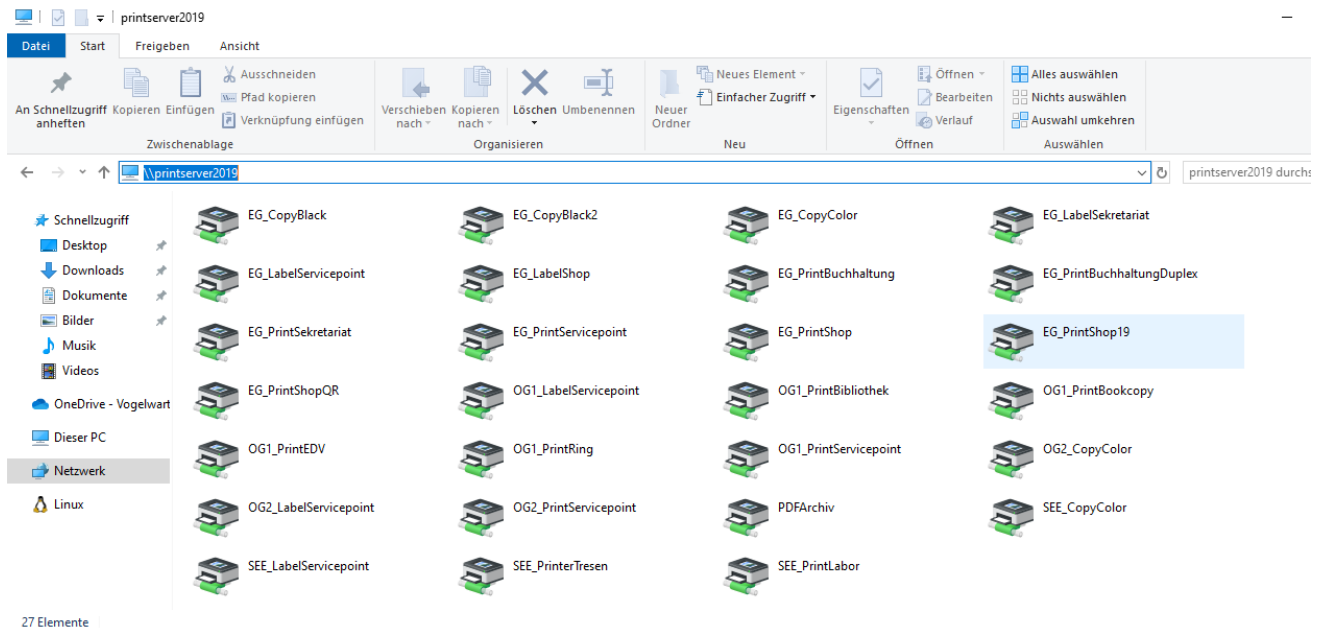 printserver2019
Datei Start Freigeben Ansicht
An Schnellzugriff anheften
Kopieren
Einfügen
Ausschneiden
Pfad kopieren
Verknüpfung einfügen
Zwischenablage
Verschieben nach
Kopieren nach
Löschen
Umbenennen
Organisieren
Neuer Ordner
Neues Element
Einfacher Zugriff
Neu
Eigenschaften
Öffnen
Bearbeiten
Verlauf
Öffnen
Alles auswählen
Nichts auswählen
Auswahl umkehren
Auswählen
\\printserver2019
printserver2019 durchs
Schnellzugriff
Desktop
Downloads
Dokumente
Bilder
Musik
Videos
OneDrive - Vogelwart
Dieser PC
Netzwerk
Linux
EG_CopyBlack EG_CopyBlack2 EG_CopyColor EG_LabelSekretariat
EG_LabelServicepoint EG_LabelShop EG_PrintBuchhaltung EG_PrintBuchhaltungDuplex
EG_PrintSekretariat EG_PrintServicepoint EG_PrintShop EG_PrintShop19
EG_PrintShopQR OG1_LabelServicepoint OG1_PrintBibliothek OG1_PrintBookcopy
OG1_PrintEDV OG1_PrintRing OG1_PrintServicepoint OG2_CopyColor
OG2_LabelServicepoint OG2_PrintServicepoint PDFArchiv SEE_CopyColor
SEE_LabelServicepoint SEE_PrinterTresen SEE_PrintLabor
27 Elemente